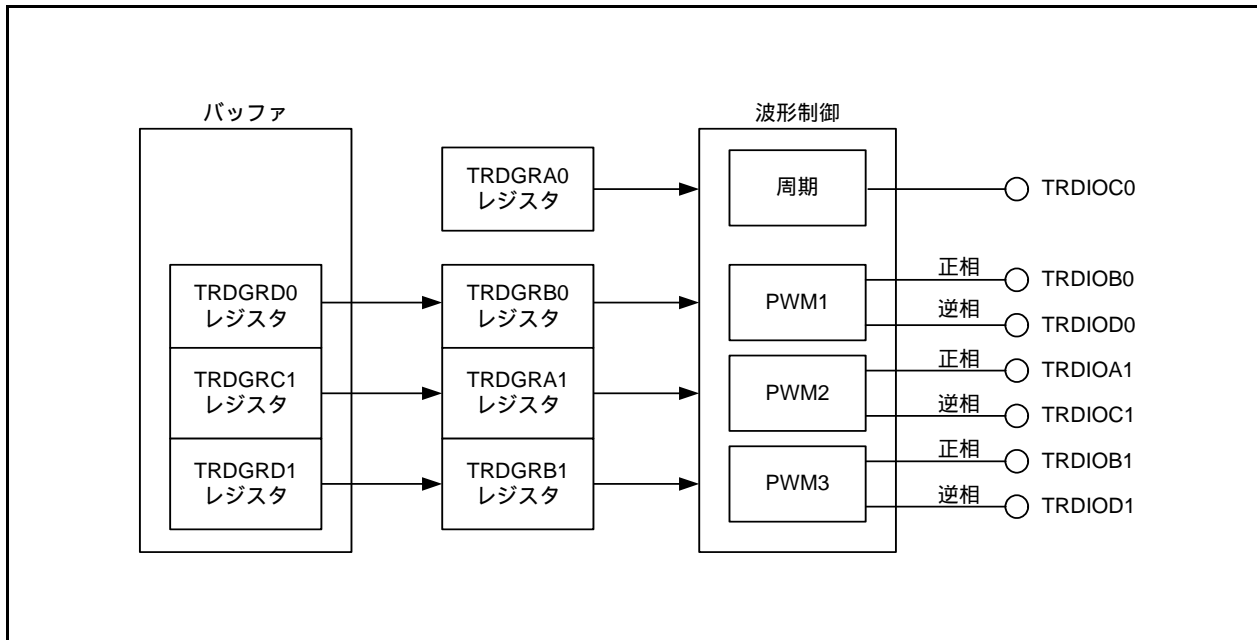 バッファ
波形制御
TRDGRA0
レジスタ
周期
TRDIOC0
TRDGRD0
レジスタ
TRDGRB0
レジスタ
PWM1
正相
TRDIOB0
逆相
TRDIOD0
TRDGRC1
レジスタ
TRDGRA1
レジスタ
PWM2
正相
TRDIOA1
逆相
TRDIOC1
TRDGRD1
レジスタ
TRDGRB1
レジスタ
PWM3
正相
TRDIOB1
逆相
TRDIOD1